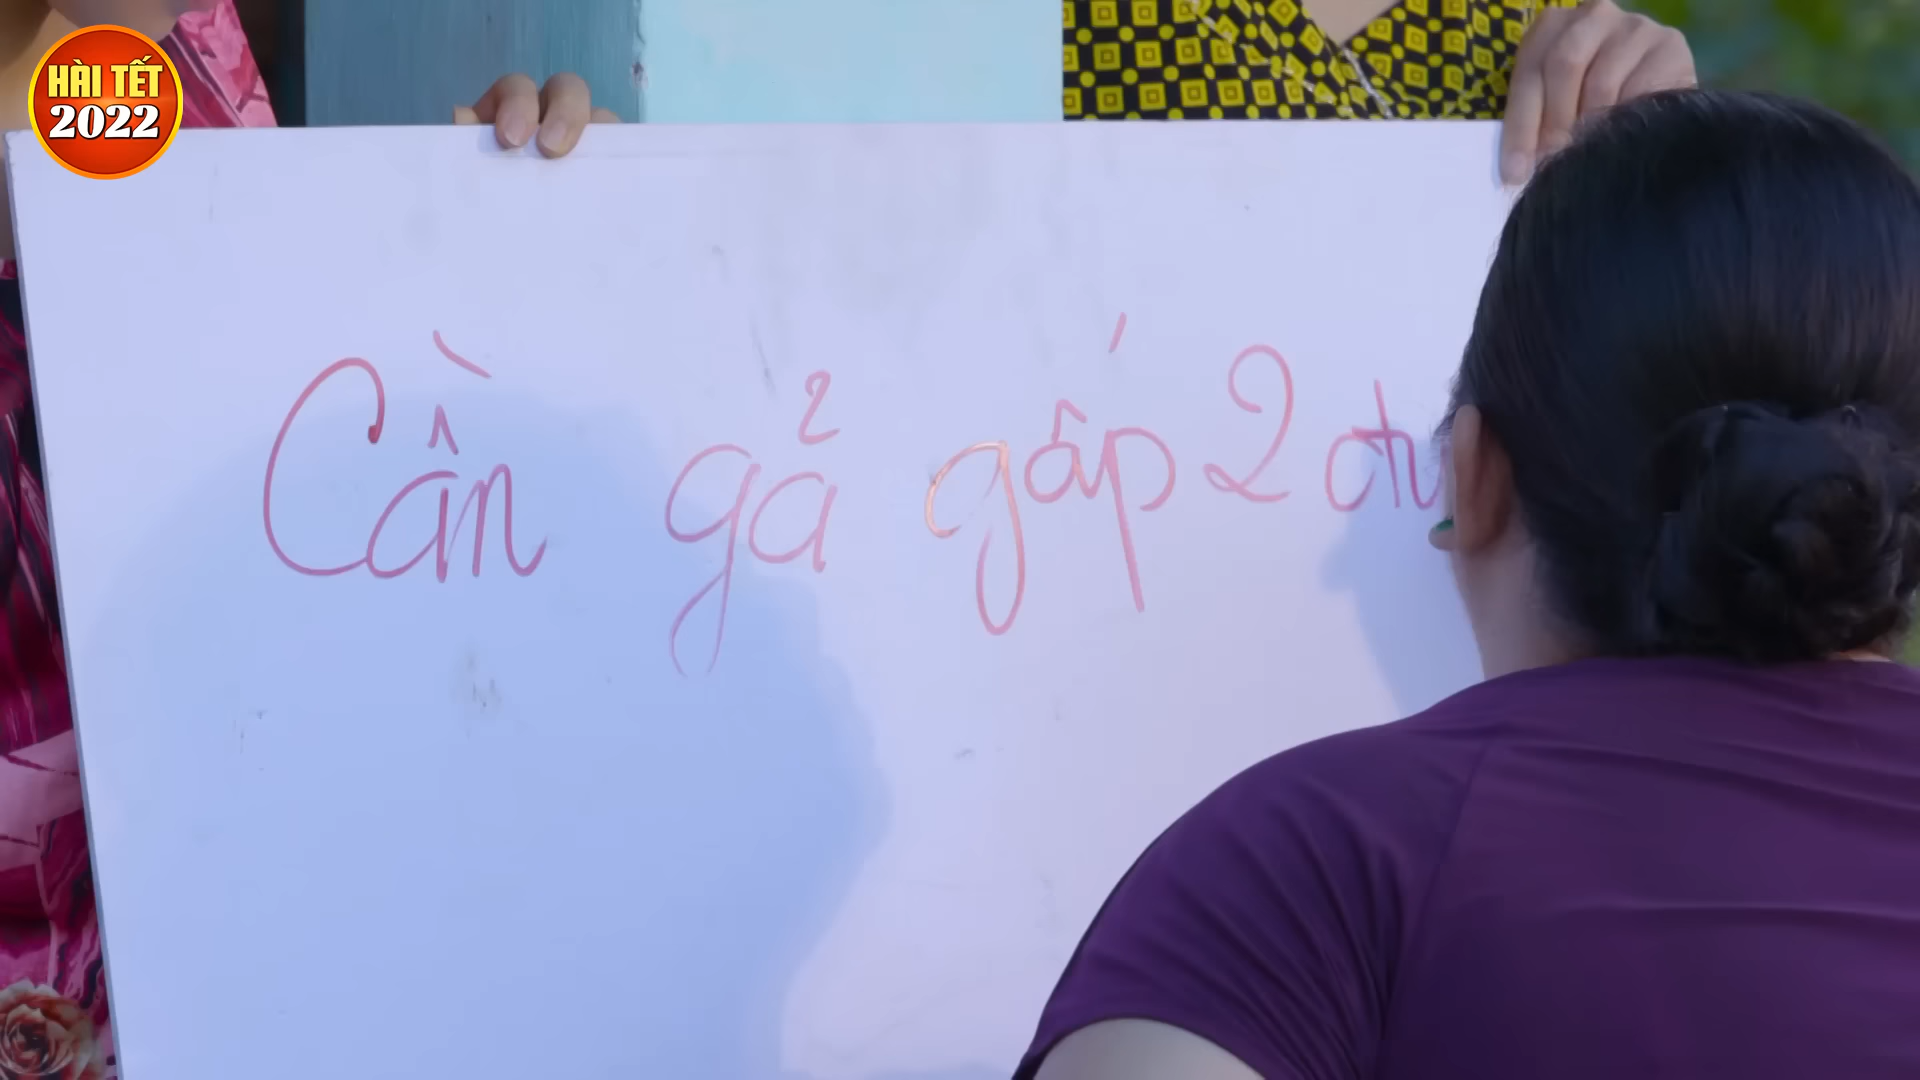 HÀI TẾT
2022
Cần gả gấp 2